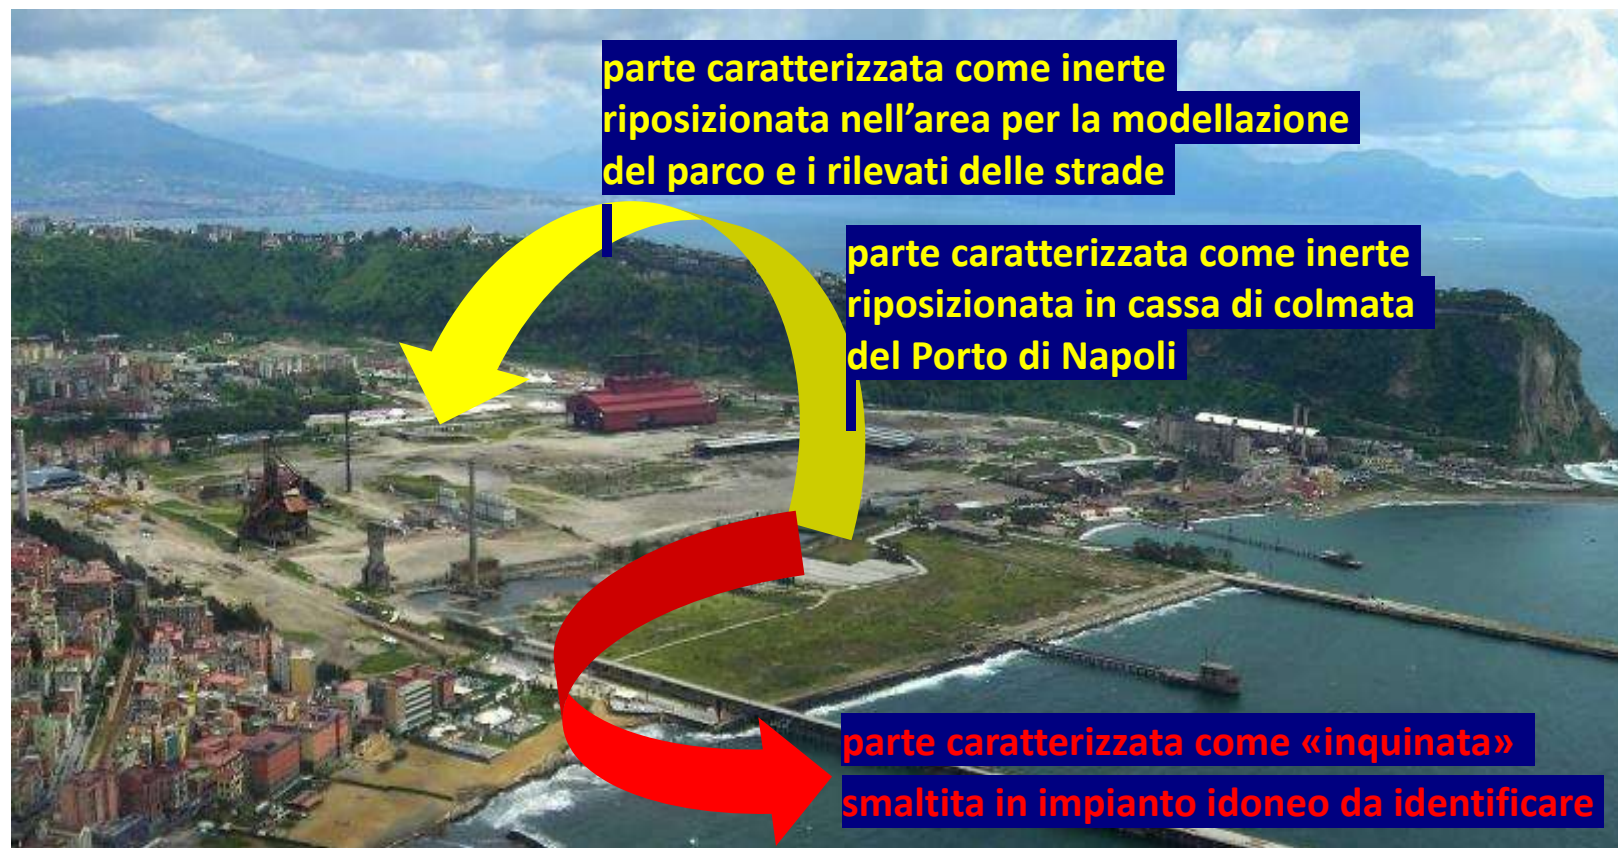 parte caratterizzata come inerte
riposizionata nell’area per la modellazione
del parco e i rilevati delle strade
parte caratterizzata come inerte
riposizionata in cassa di colmata
del Porto di Napoli
parte caratterizzata come «inquinata»
smaltita in impianto idoneo da identificare